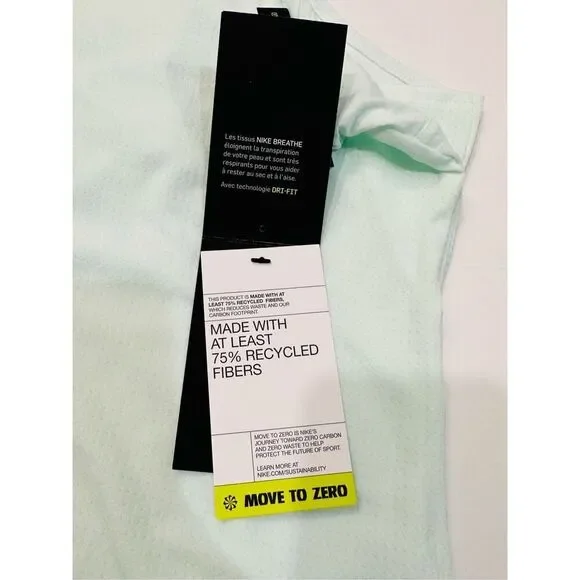 Les tissus NIKE BREATHE
éloignent la transpiration
de votre peau et sont très
respirants pour vous aider
à rester au sec et à l'aise.
Avec technologie DRI-FIT
THIS PRODUCT IS MADE WITH AT
LEAST 75% RECYCLED FIBERS,
WHICH REDUCES WASTE AND OUR
CARBON FOOTPRINT.
MADE WITH
AT LEAST
75% RECYCLED
FIBERS
MOVE TO ZERO IS NIKE'S
JOURNEY TOWARD ZERO CARBON
AND ZERO WASTE TO HELP
PROTECT THE FUTURE OF SPORT.
LEARN MORE AT
NIKE.COM/SUSTAINABILITY
MOVE TO ZERO